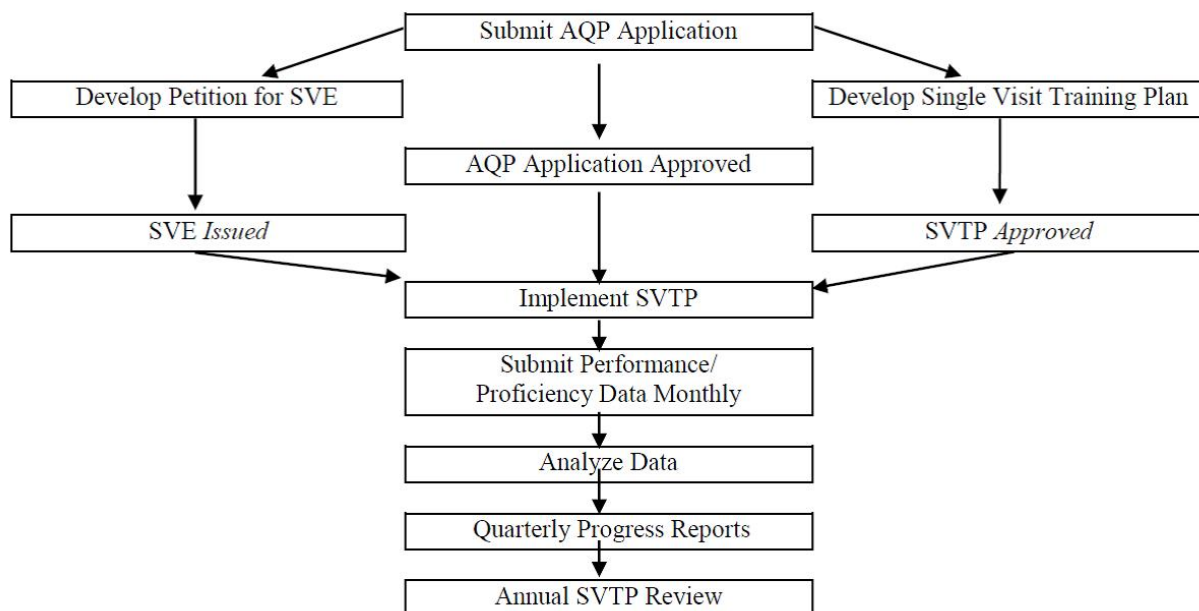 Submit AQP Application
Develop Petition for SVE
Develop Single Visit Training Plan
AQP Application Approved
SVE Issued
SVTP Approved
Implement SVTP
Submit Performance/
Proficiency Data Monthly
Analyze Data
Quarterly Progress Reports
Annual SVTP Review